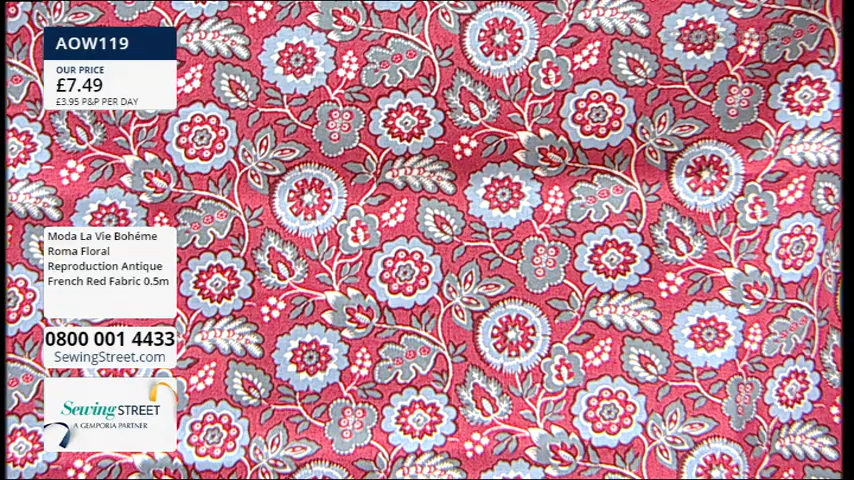 AOW119
OUR PRICE
£7.49
£3.95 P&P PER DAY
Moda La Vie Bohéme
Roma Floral
Reproduction Antique
French Red Fabric 0.5m
0800 001 4433
SewingStreet.com
Sewing STREET
A GEMPORIA PARTNER